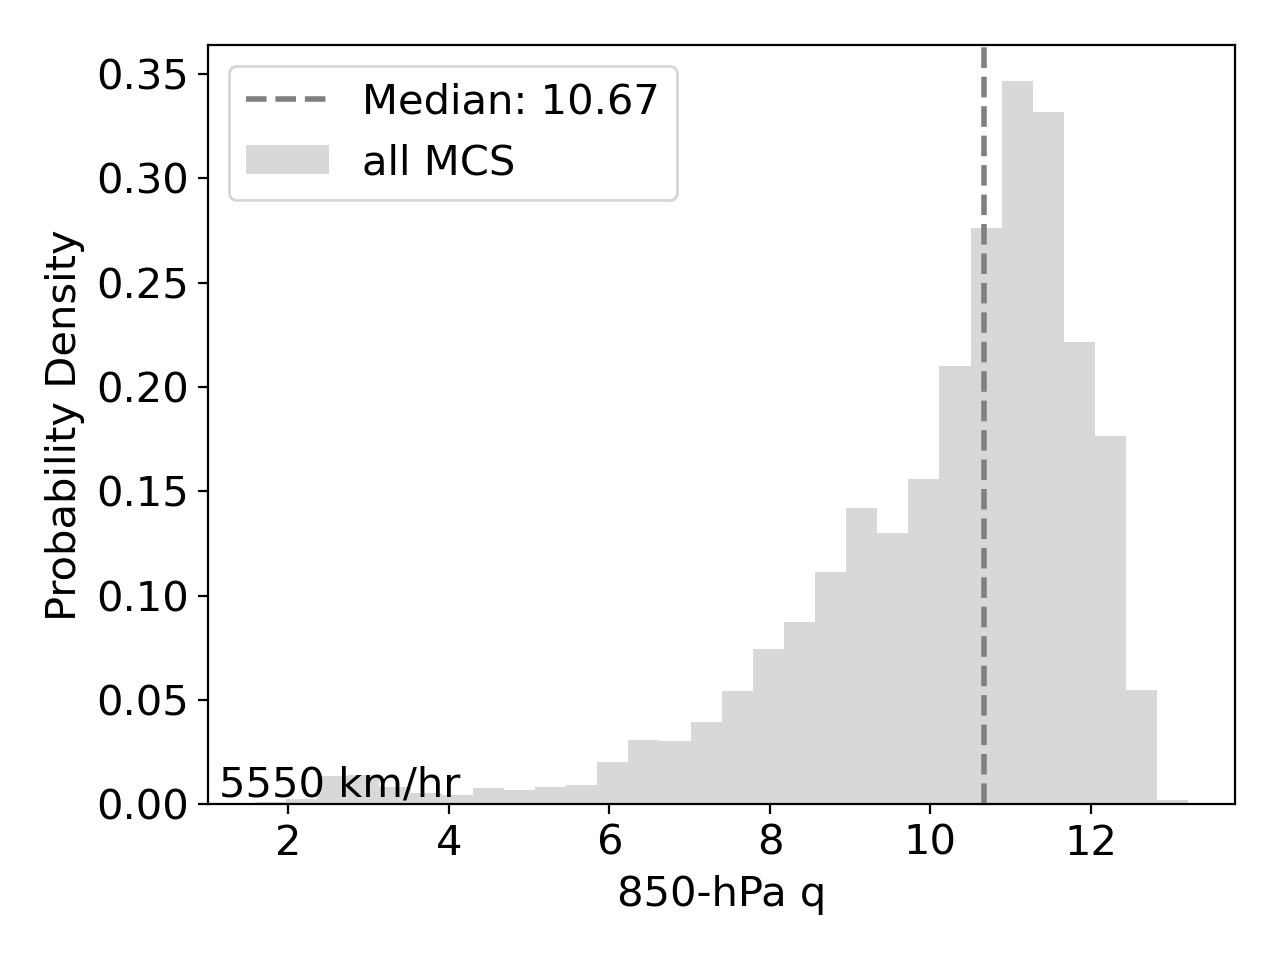 0.35
0.30
0.25
0.20
0.15
0.10
0.05
0.00
Probability Density
Median: 10.67
all MCS
5550 km/hr
2 4 6 8 10 12
850-hPa q